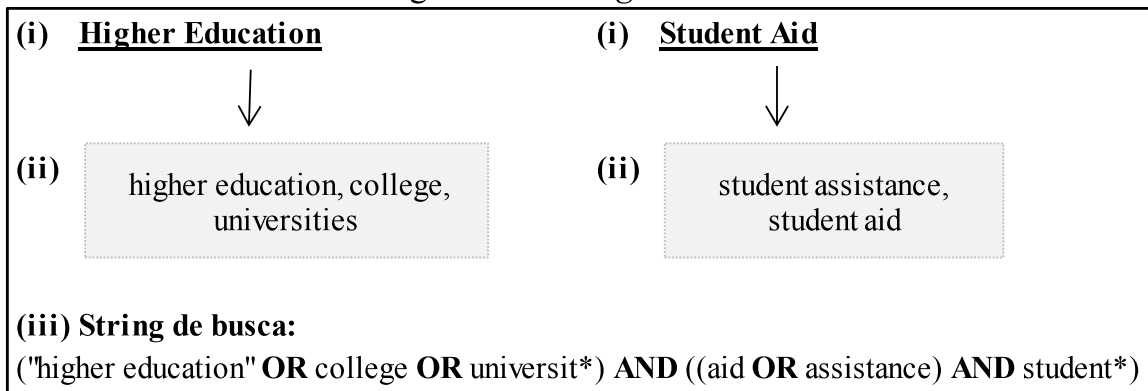 (i) Higher Education (i) Student Aid
(ii) higher education, college, universities (ii) student assistance, student aid
(iii) String de busca:
("higher education" OR college OR universit*) AND ((aid OR assistance) AND student*)